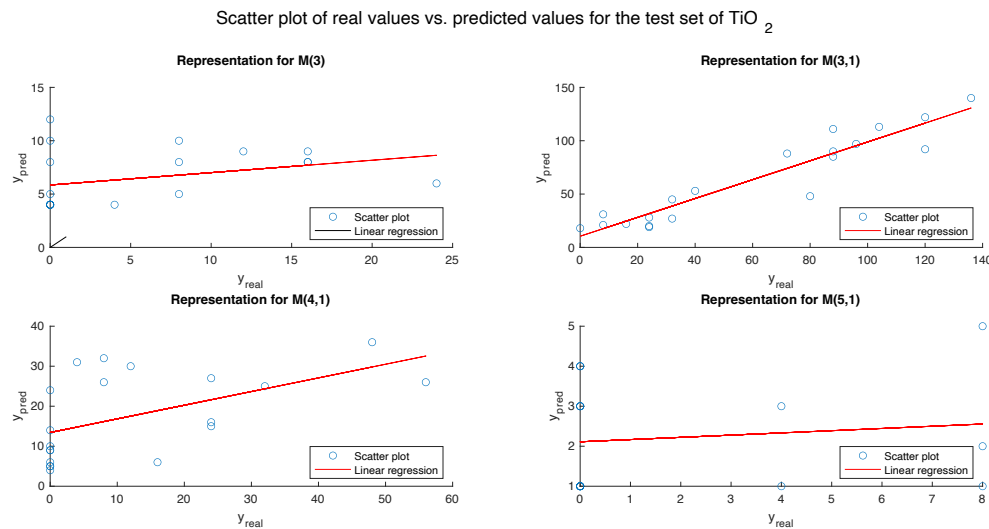 Scatter plot of real values vs. predicted values for the test set of TiO 2
Representation for M(3)
15
10
5
0
y pred
0 5 10 15 20 25
y real
Scatter plot
Linear regression
Representation for M(3,1)
150
100
50
0
y pred
0 20 40 60 80 100 120 140
y real
Scatter plot
Linear regression
Representation for M(4,1)
40
30
20
10
0
y pred
0 10 20 30 40 50 60
y real
Scatter plot
Linear regression
Representation for M(5,1)
5
4
3
2
1
y pred
0 1 2 3 4 5 6 7 8
y real
Scatter plot
Linear regression